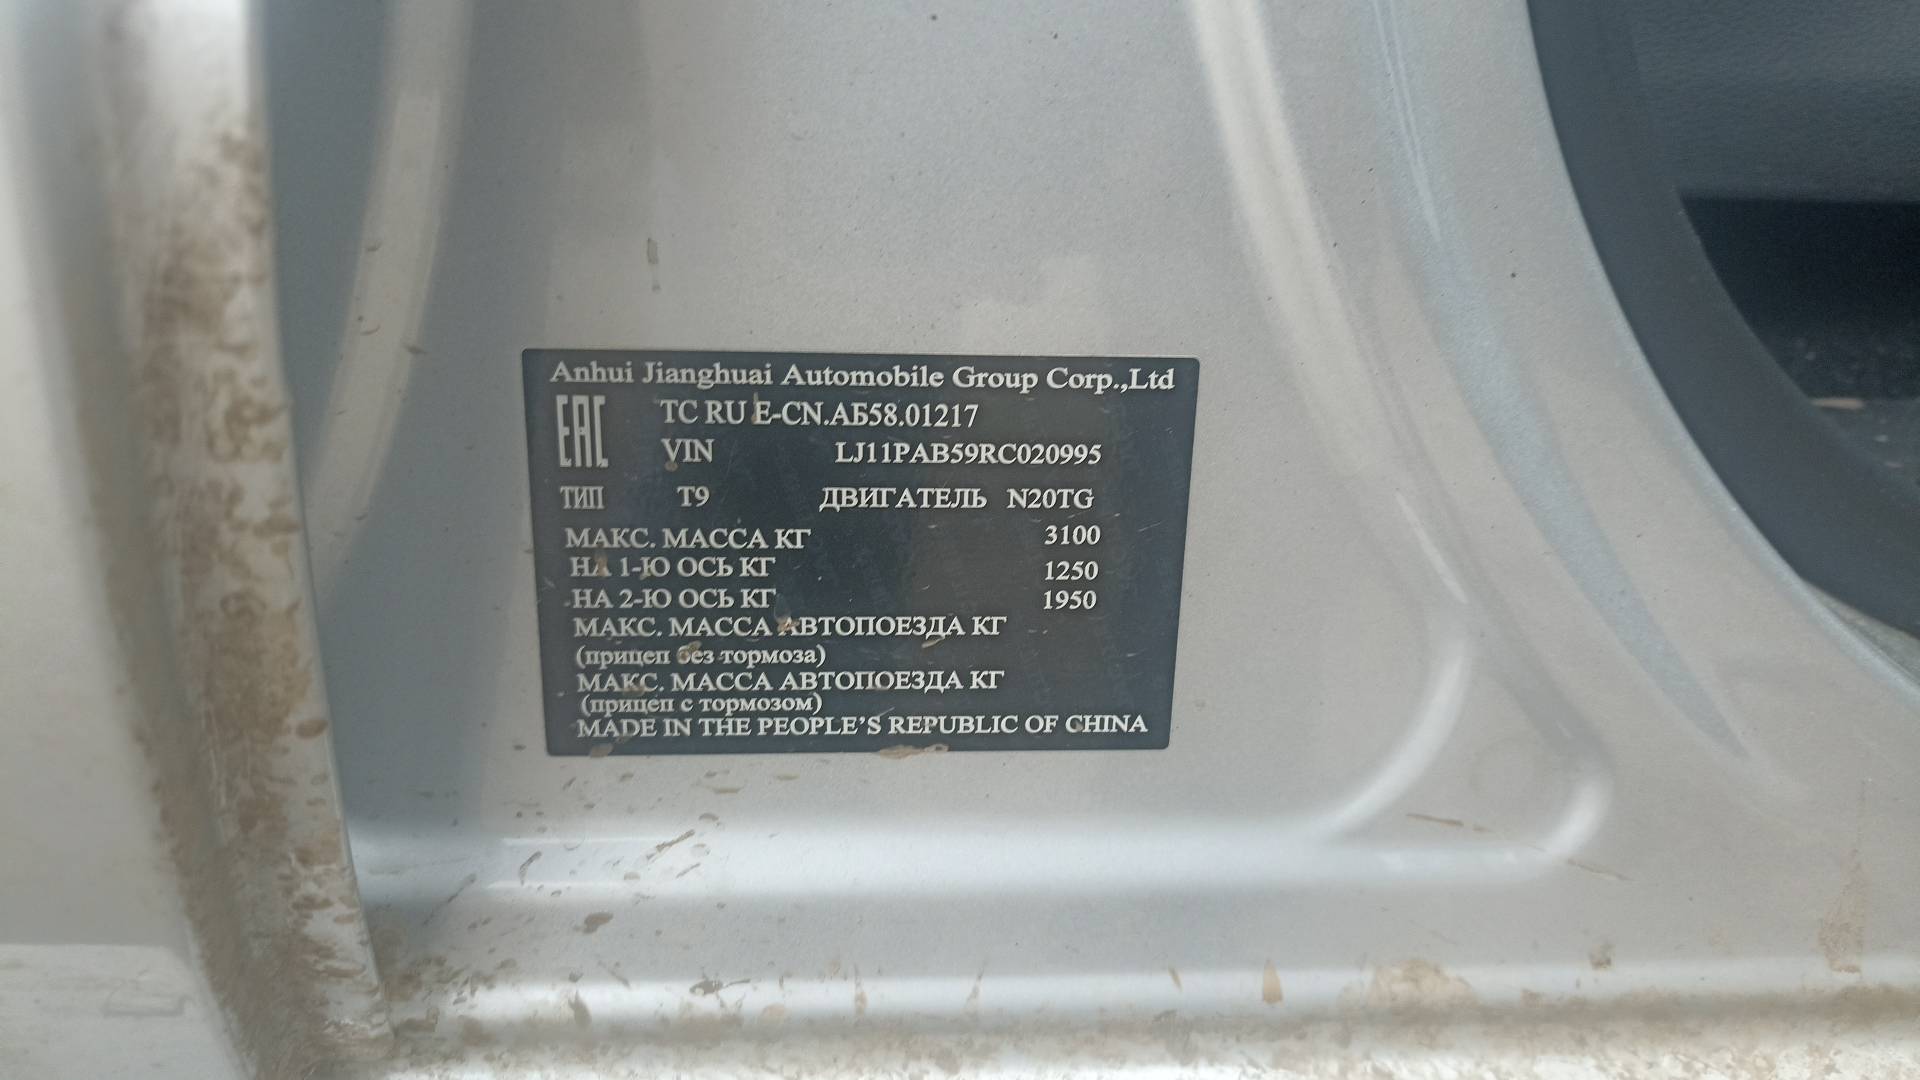 Anhui Jianghuai Automobile Group Corp.,Ltd
EAC TC RU E-CN.АБ58.01217
VIN LJ11PAB59RC020995
ТИП T9 ДВИГАТЕЛЬ N20TG
МАКС. МАССА КГ 3100
НА 1-Ю ОСЬ КГ 1250
НА 2-Ю ОСЬ КГ 1950
МАКС. МАССА АВТОПОЕЗДА КГ
(прицеп без тормоза)
МАКС. МАССА АВТОПОЕЗДА КГ
(прицеп с тормозом)
MADE IN THE PEOPLE’S REPUBLIC OF CHINA